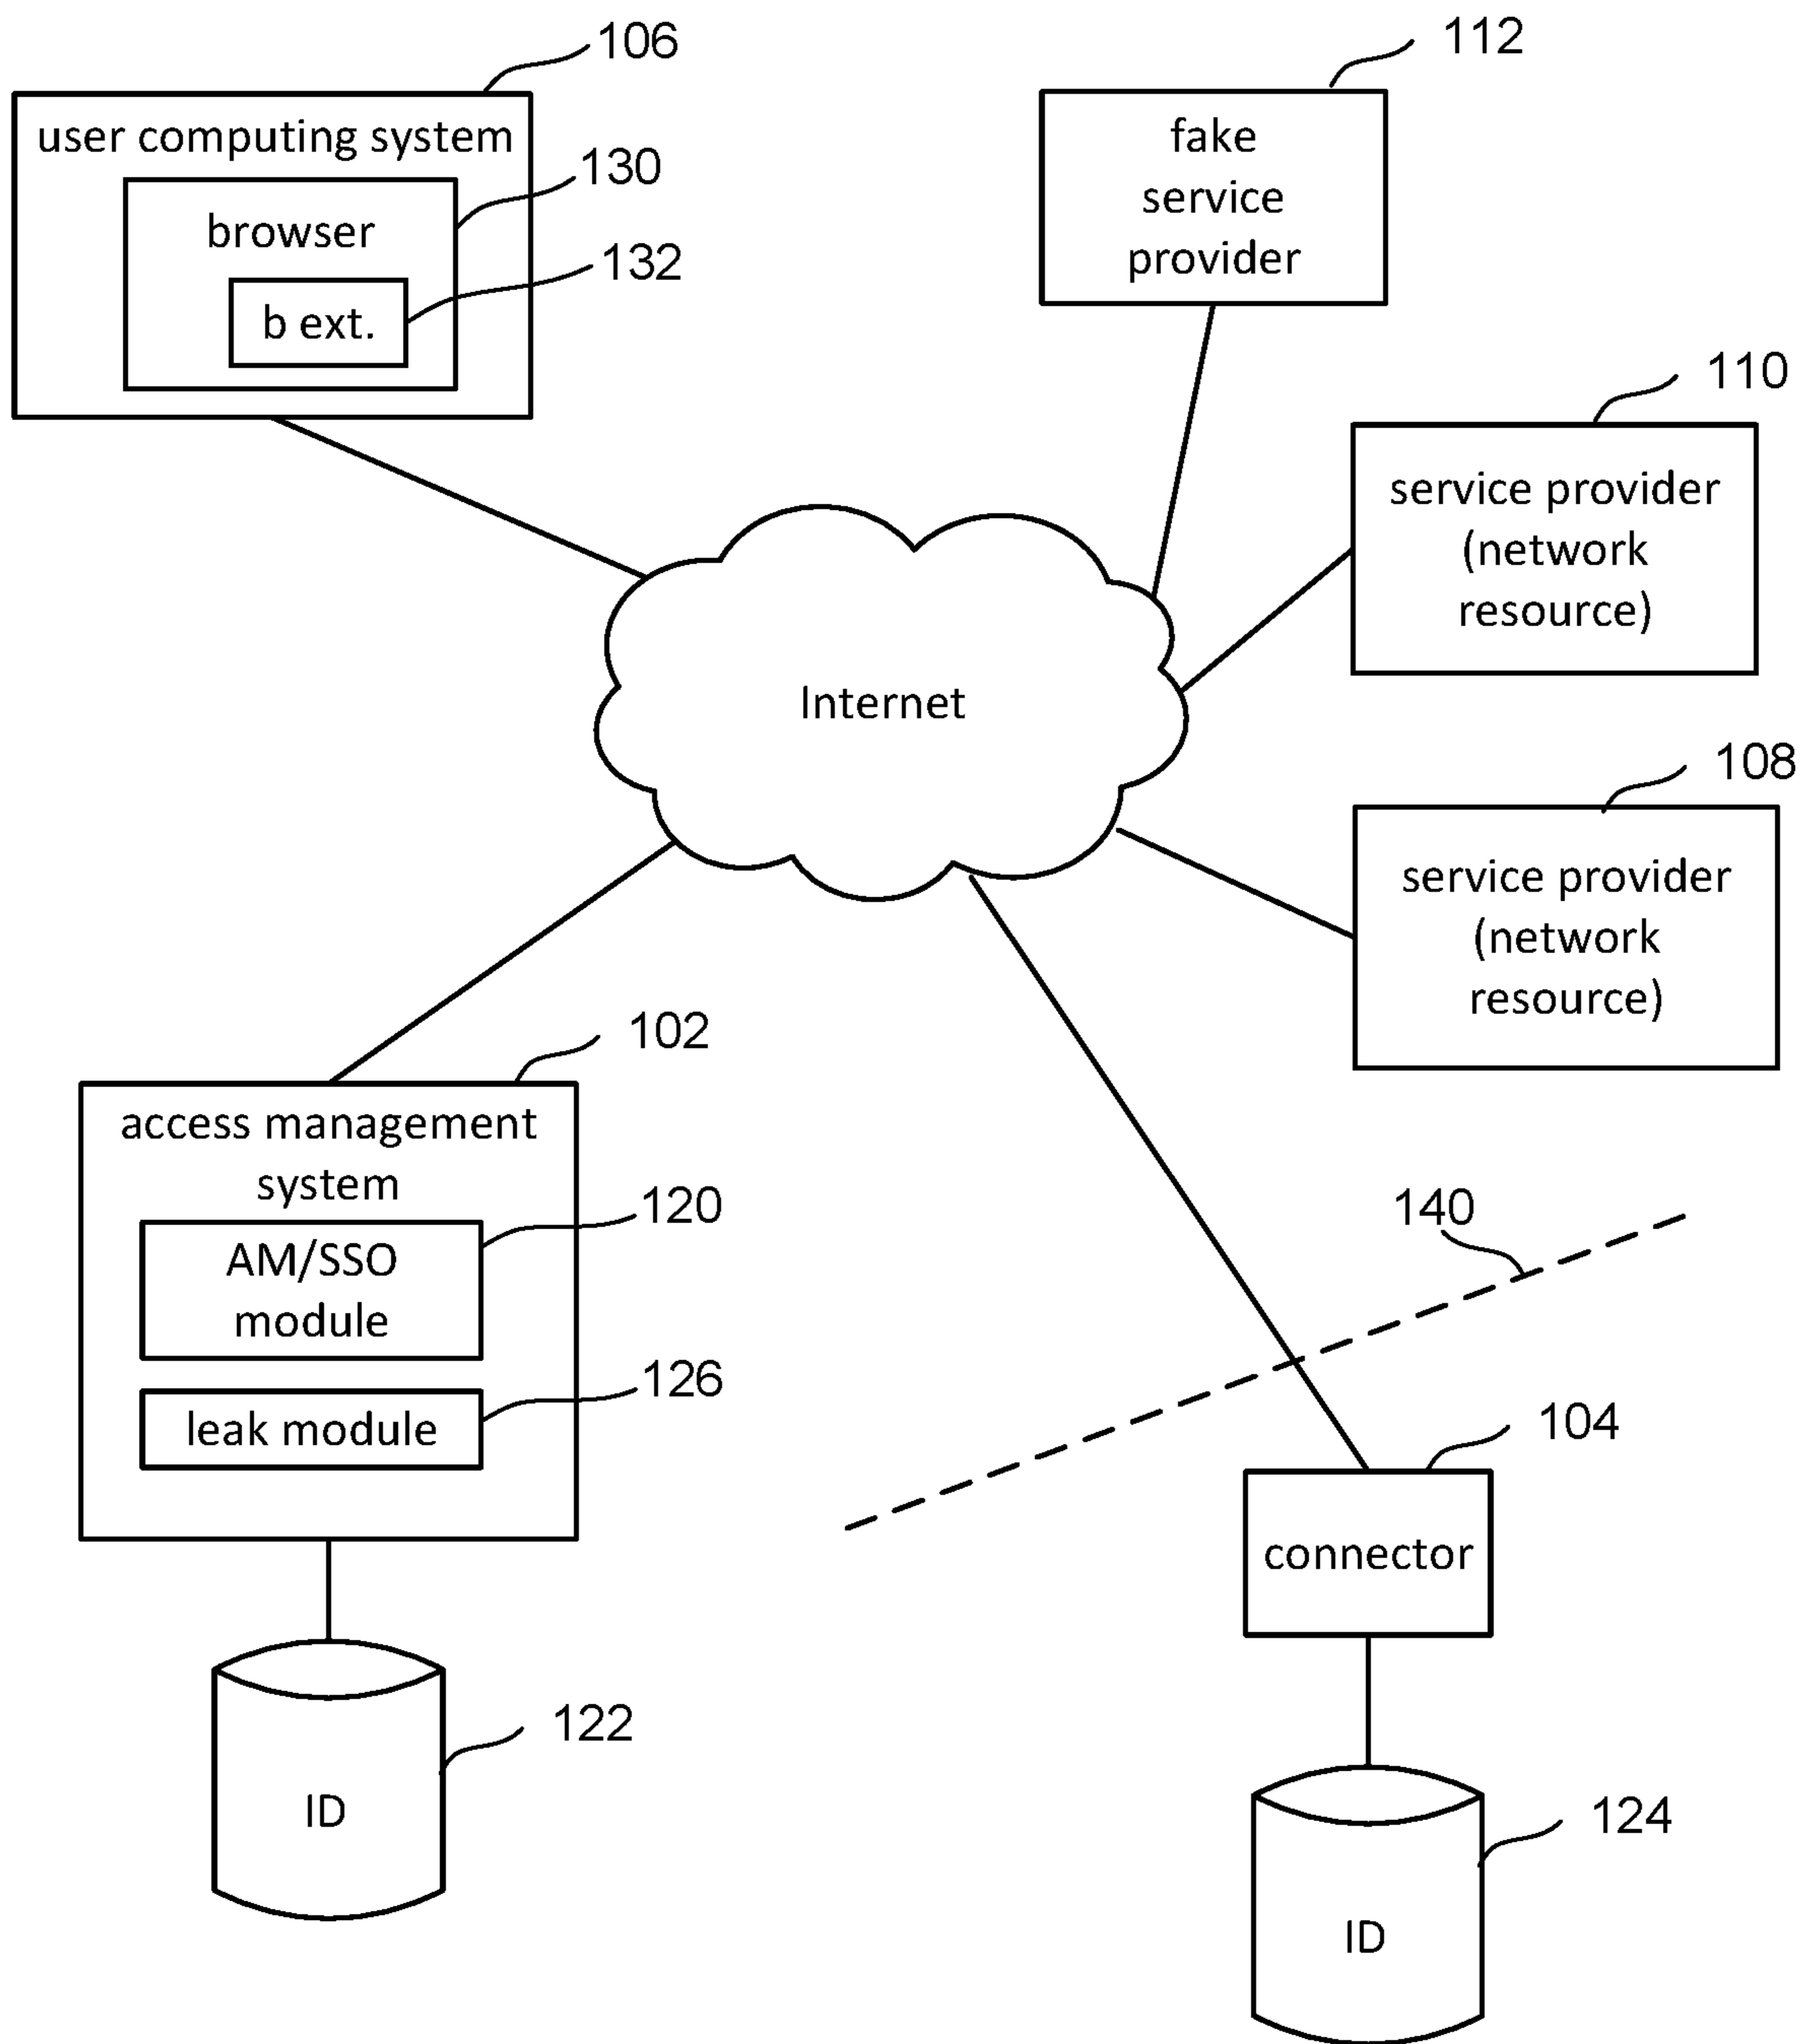 106
user computing system
130
browser
132
b ext.
112
fake
service
provider
110
service provider
(network
resource)
Internet
108
service provider
(network
resource)
102
access management
system
120
AM/SSO
module
126
leak module
140
104
connector
122
ID
124
ID